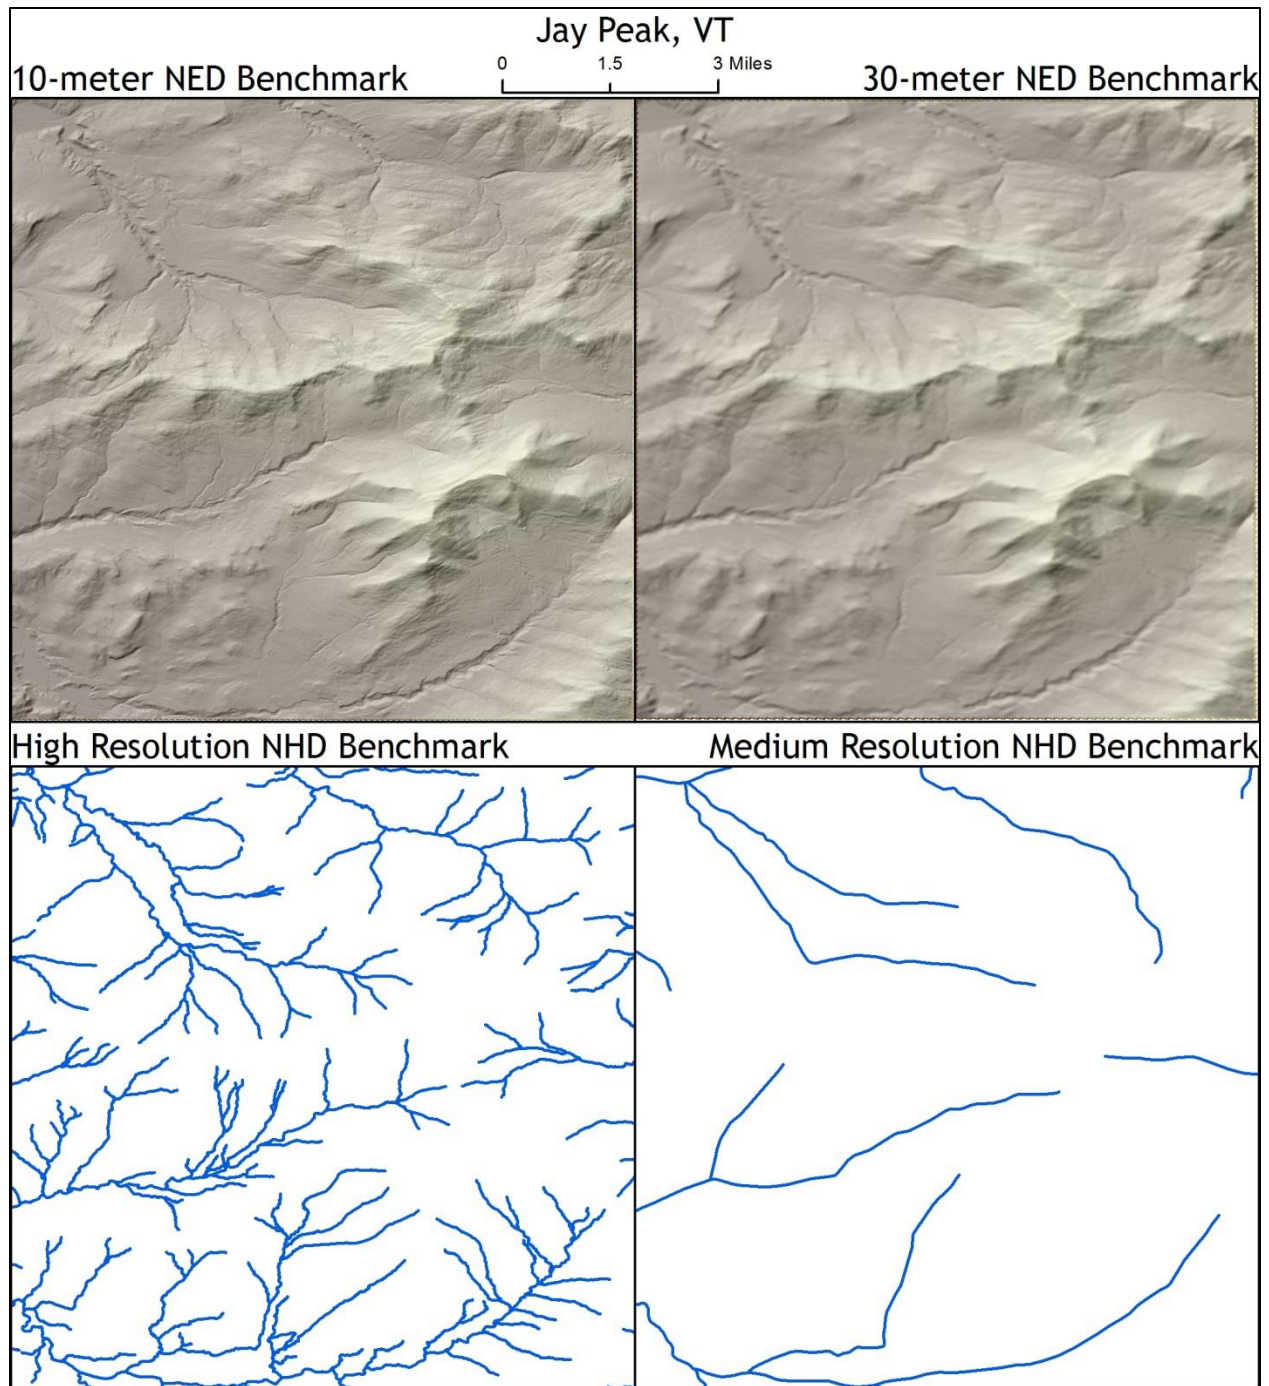 Jay Peak, VT
0 1.5 3 Miles
10-meter NED Benchmark
30-meter NED Benchmark
High Resolution NHD Benchmark
Medium Resolution NHD Benchmark